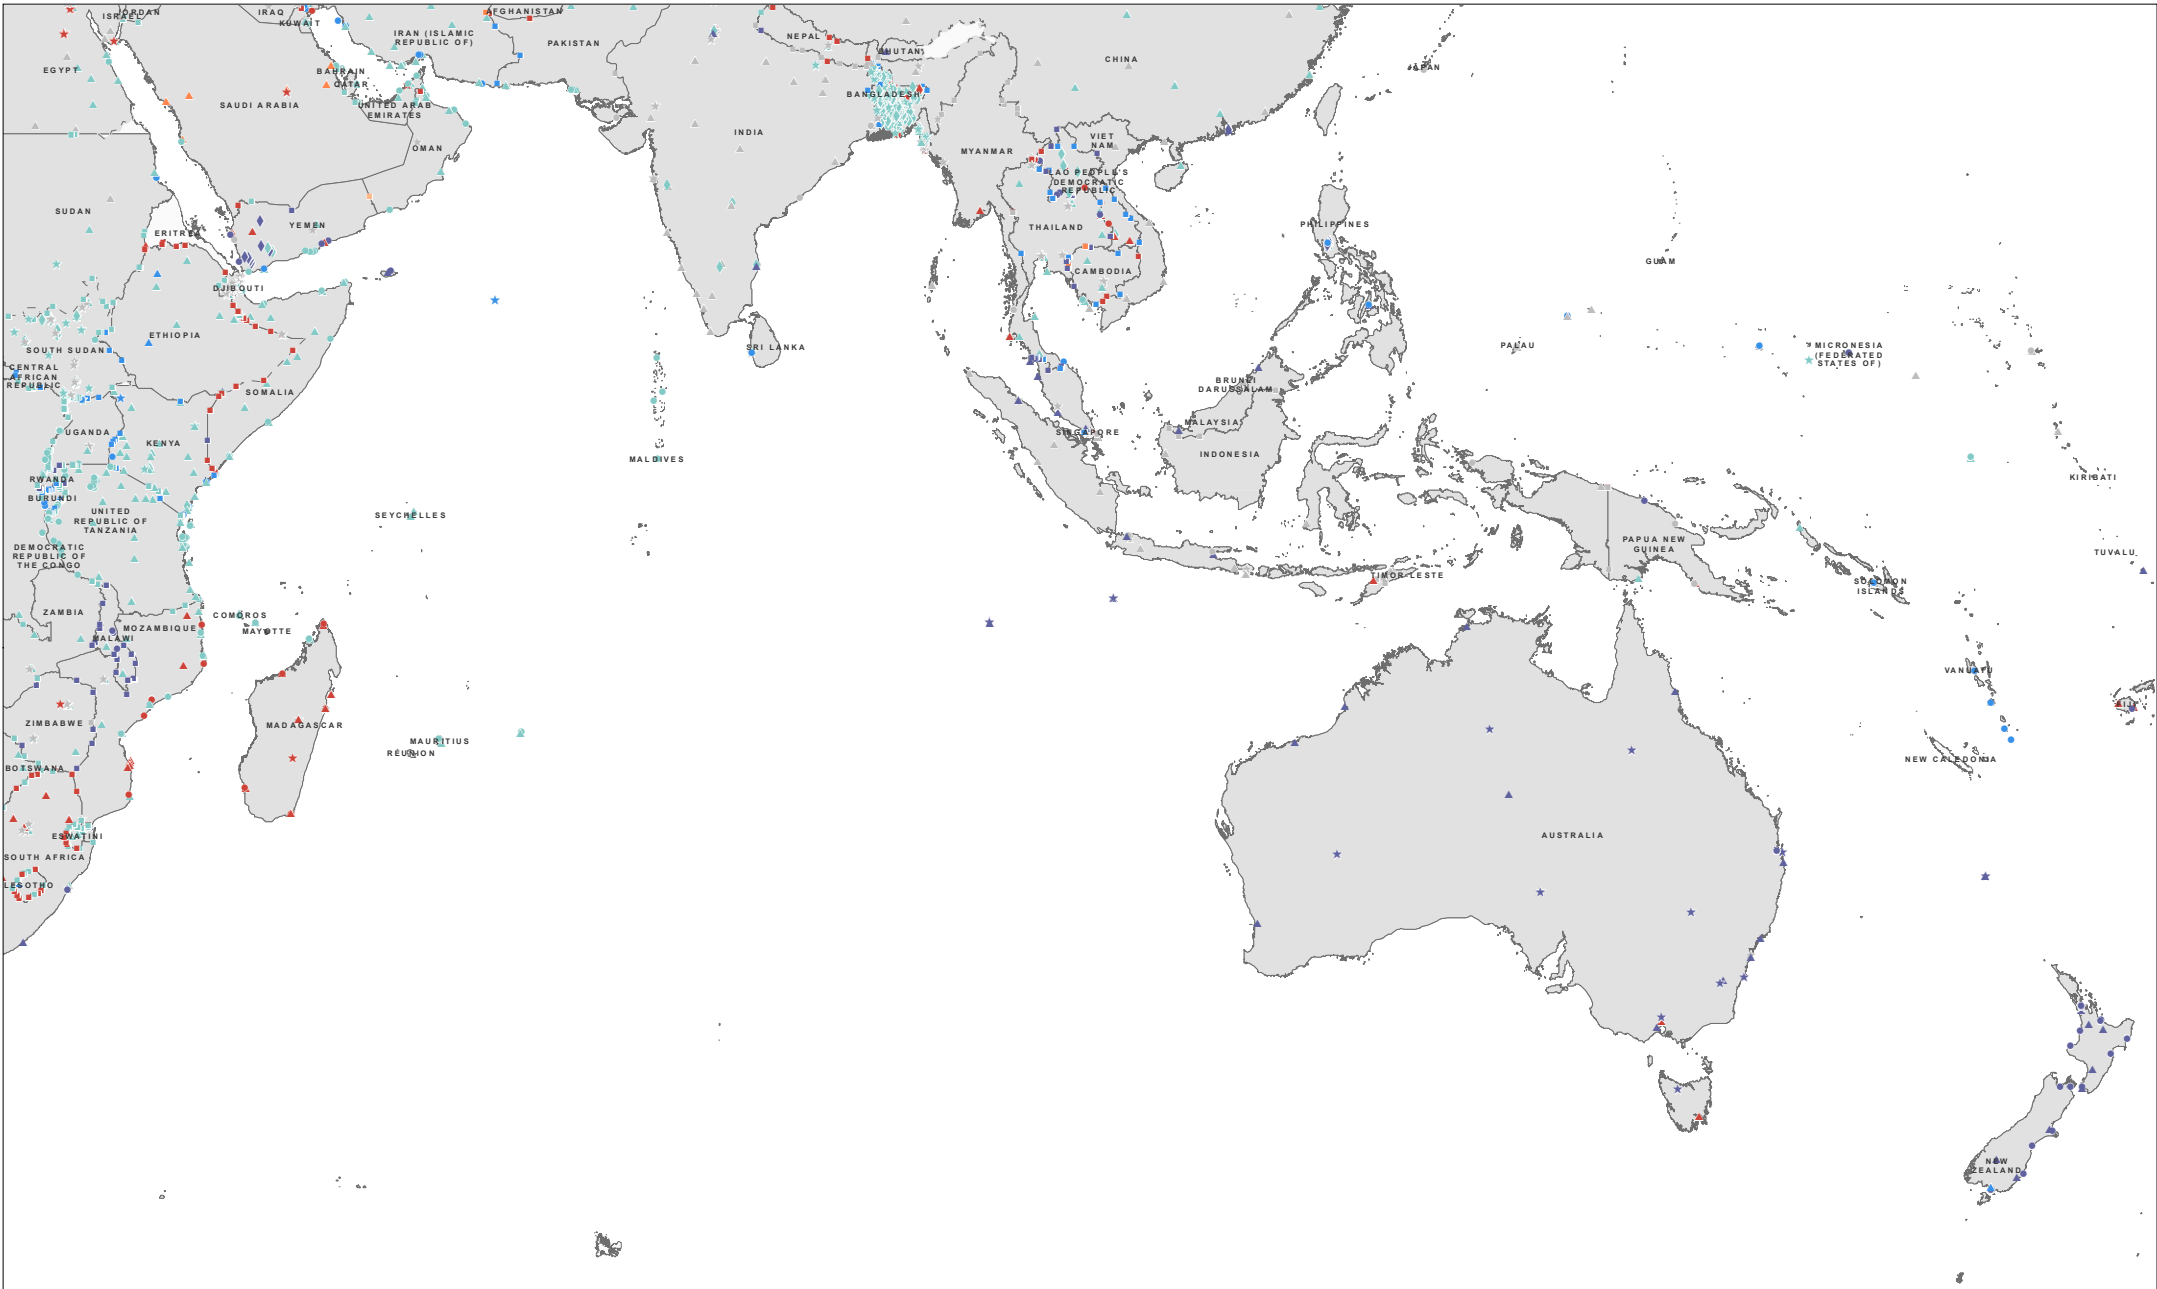 JORDAN
ISRAEL
IRAQ
KUWAIT
AFGHANISTAN
IRAN (ISLAMIC
REPUBLIC OF)
PAKISTAN
NEPAL
BHUTAN
CHINA
JAPAN
EGYPT
BAHRAIN
QATAR
SAUDI ARABIA
UNITED ARAB
EMIRATES
BANGLADESH
INDIA
OMAN
MYANMAR
VIET
NAM
LAO PEOPLE'S
DEMOCRATIC
REPUBLIC
SUDAN
YEMEN
ERITREA
THAILAND
PHILIPPINES
GUAM
CAMBODIA
DJIBOUTI
ETHIOPIA
SOUTH SUDAN
SRI LANKA
PALAU
MICRONESIA
(FEDERATED
STATES OF)
CENTRAL
AFRICAN
REPUBLIC
SOMALIA
BRUNEI
DARUSSALAM
MALAYSIA
SINGAPORE
UGANDA
KENYA
MALDIVES
INDONESIA
RWANDA
BURUNDI
KIRIBATI
UNITED
REPUBLIC OF
TANZANIA
SEYCHELLES
PAPUA NEW
GUINEA
DEMOCRATIC
REPUBLIC OF
THE CONGO
TUVALU
TIMOR-LESTE
SOLOMON
ISLANDS
ZAMBIA
COMOROS
MAYOTTE
MOZAMBIQUE
MALAWI
VANUATU
FIJI
ZIMBABWE
MADAGASCAR
MAURITIUS
RÉUNION
NEW CALEDONIA
BOTSWANA
ESWATINI
AUSTRALIA
SOUTH AFRICA
LESOTHO
NEW
ZEALAND